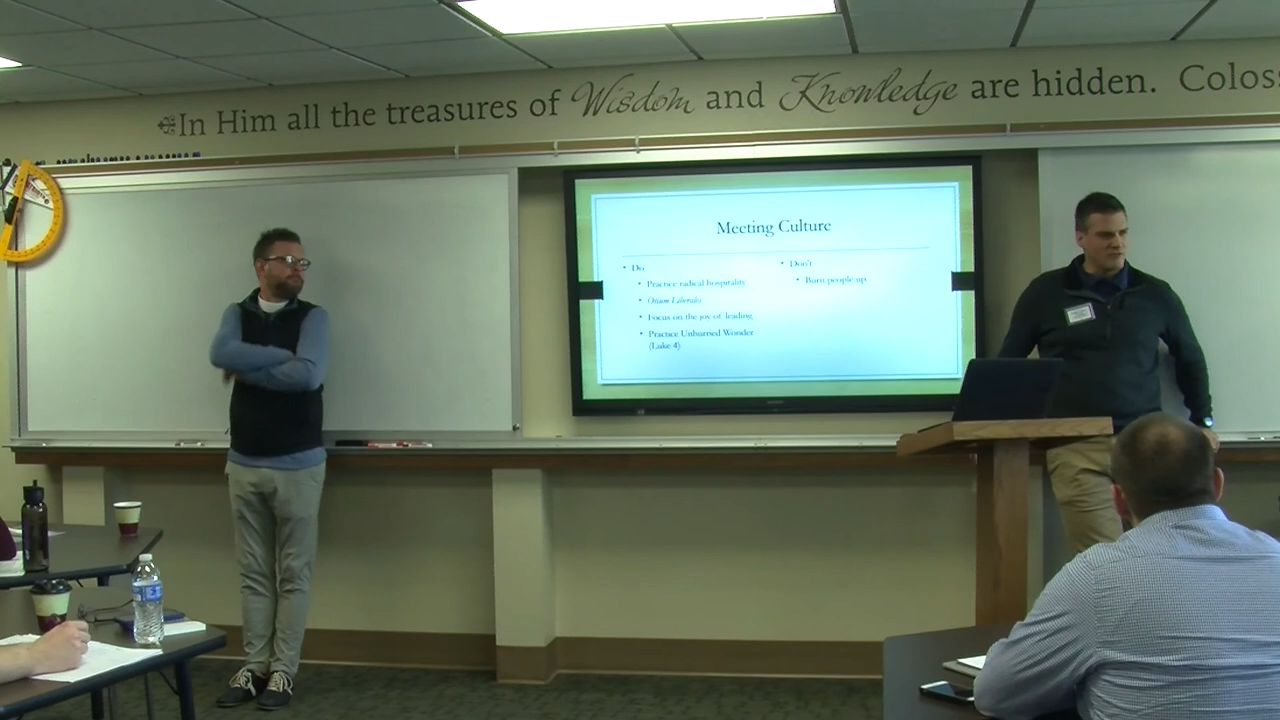 In Him all the treasures of Wisdom and Knowledge are hidden. Colos
Meeting Culture
• Do
• Practice radical hospitality
• Otium Liberales
• Focus on the joy of leading
• Practice Unhurried Wonder
(Luke 4)
• Don't
• Burn people up